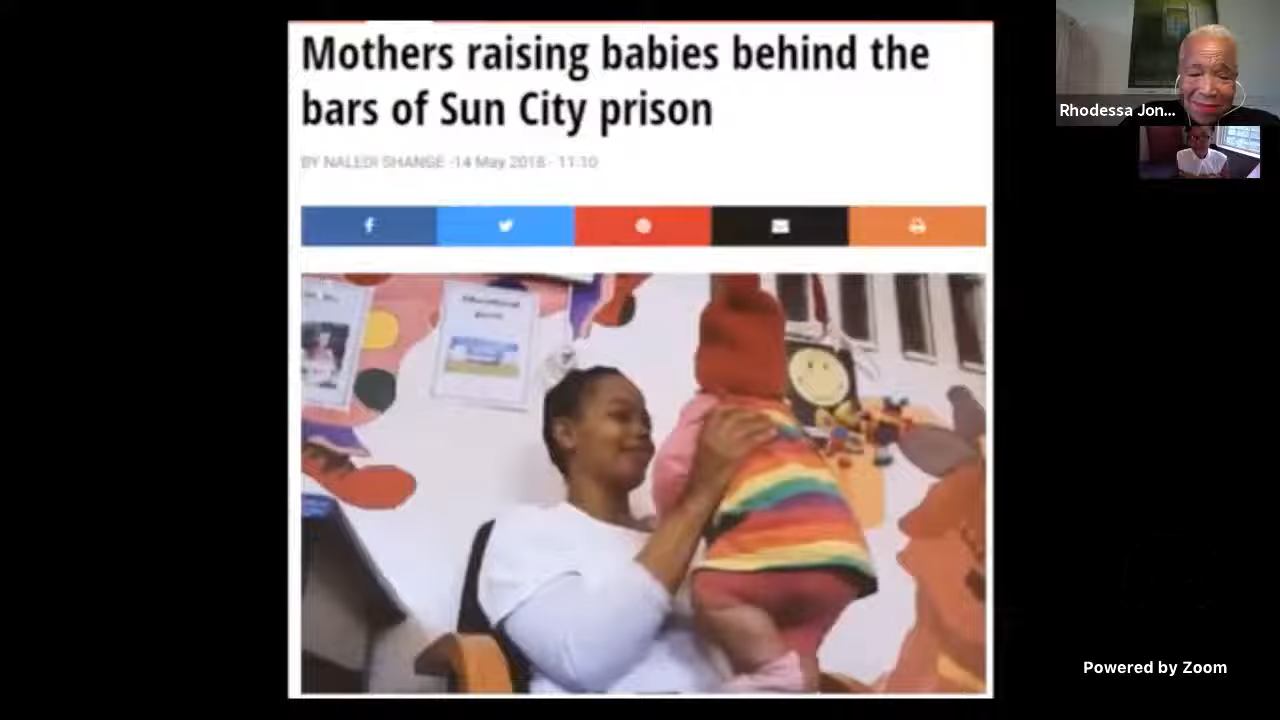 Mothers raising babies behind the
bars of Sun City prison
BY NALEDI SHANGE - 14 May 2018 - 11:10
Rhodessa Jon...
Powered by Zoom